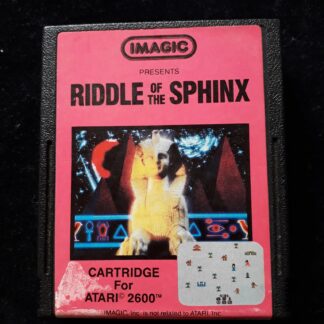 IMAGIC
PRESENTS
RIDDLE OF THE SPHINX
CARTRIDGE
For
ATARI© 2600™
IMAGIC, Inc. is not related to ATARI, Inc.